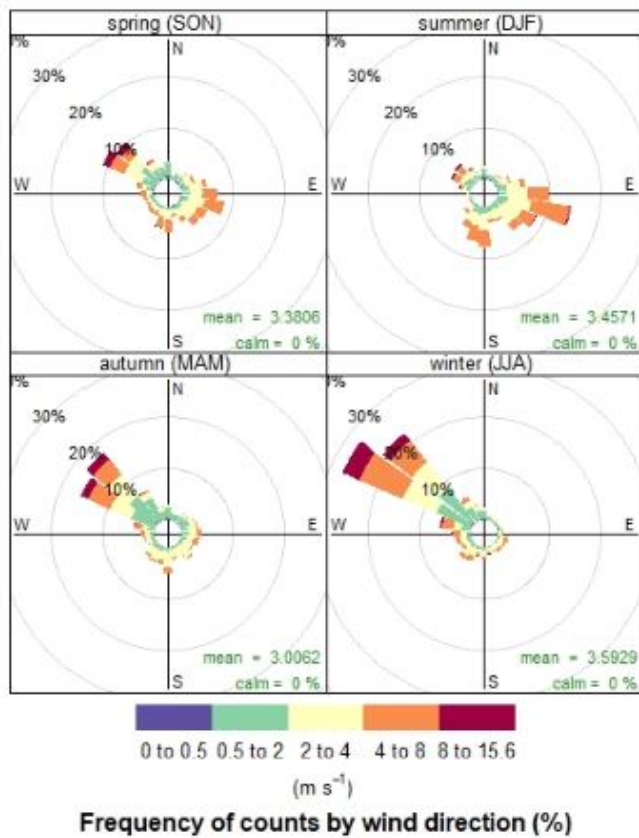 spring (SON)
summer (DJF)
N
N
30%
30%
20%
20%
10%
10%
W
E
W
E
mean = 3.3806
mean = 3.4571
S
calm = 0 %
S
calm = 0 %
autumn (MAM)
winter (JJA)
N
N
30%
30%
20%
20%
10%
10%
W
E
W
E
mean = 3.0062
mean = 3.5929
S
calm = 0 %
S
calm = 0 %
0 to 0.5
0.5 to 2
2 to 4
4 to 8
8 to 15.6
(m s⁻¹)
Frequency of counts by wind direction (%)